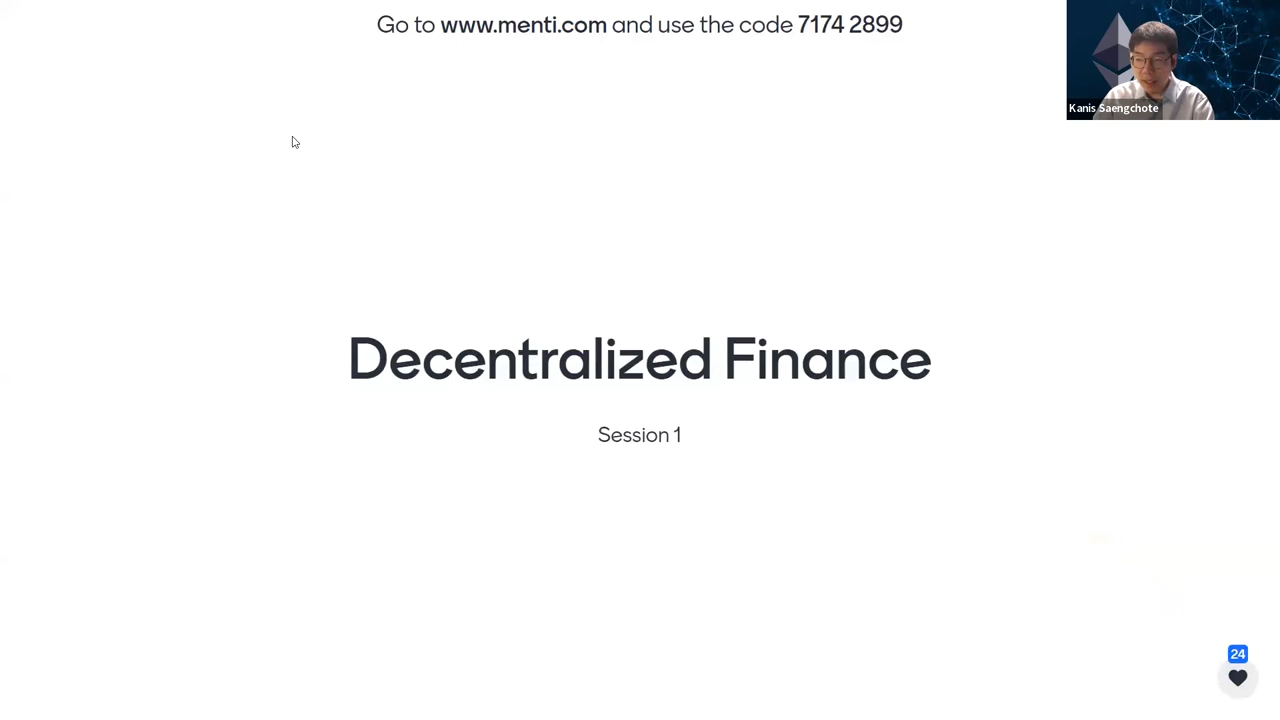 Go to www.menti.com and use the code 7174 2899
Kanis Saengchote
Decentralized Finance
Session 1
24